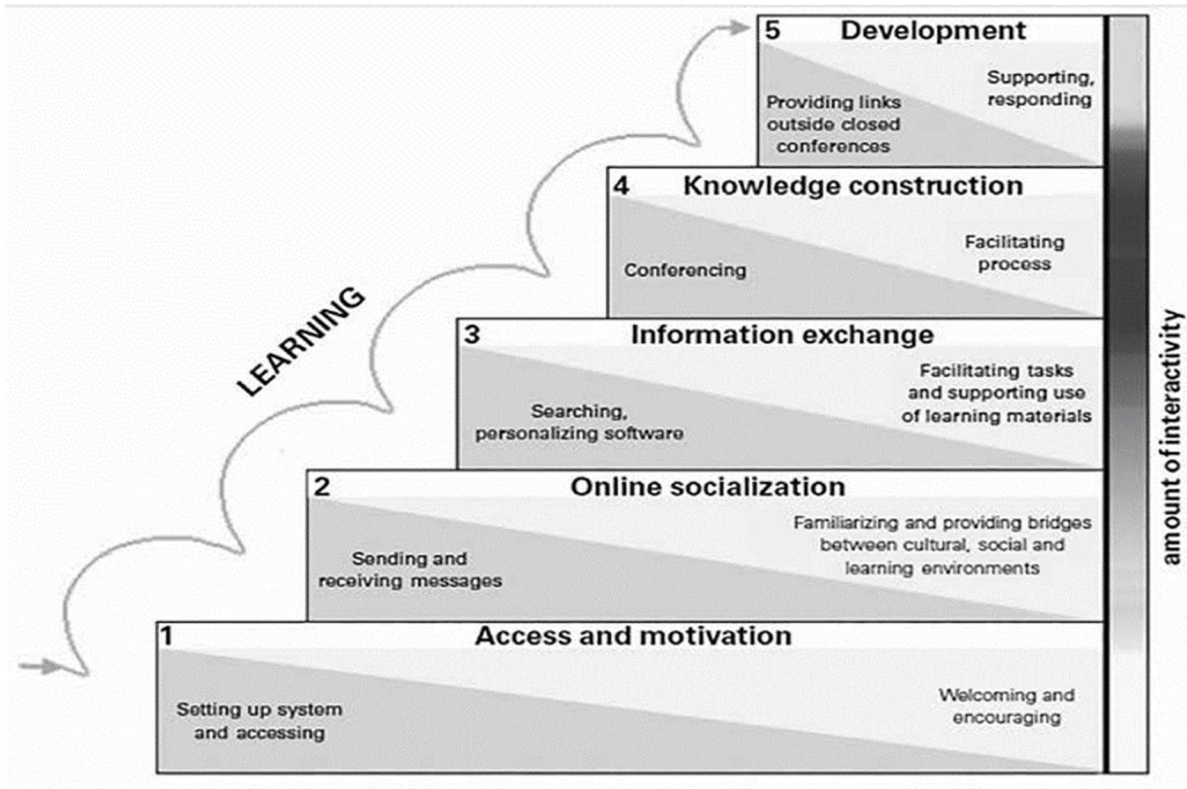 5 Development
Supporting,
responding
Providing links
outside closed
conferences
4 Knowledge construction
Facilitating
process
Conferencing
3 Information exchange
Facilitating tasks
and supporting use
of learning materials
Searching,
personalizing software
2 Online socialization
Familiarizing and providing bridges
between cultural, social and
learning environments
Sending and
receiving messages
1 Access and motivation
Welcoming and
encouraging
Setting up system
and accessing
LEARNING
amount of interactivity